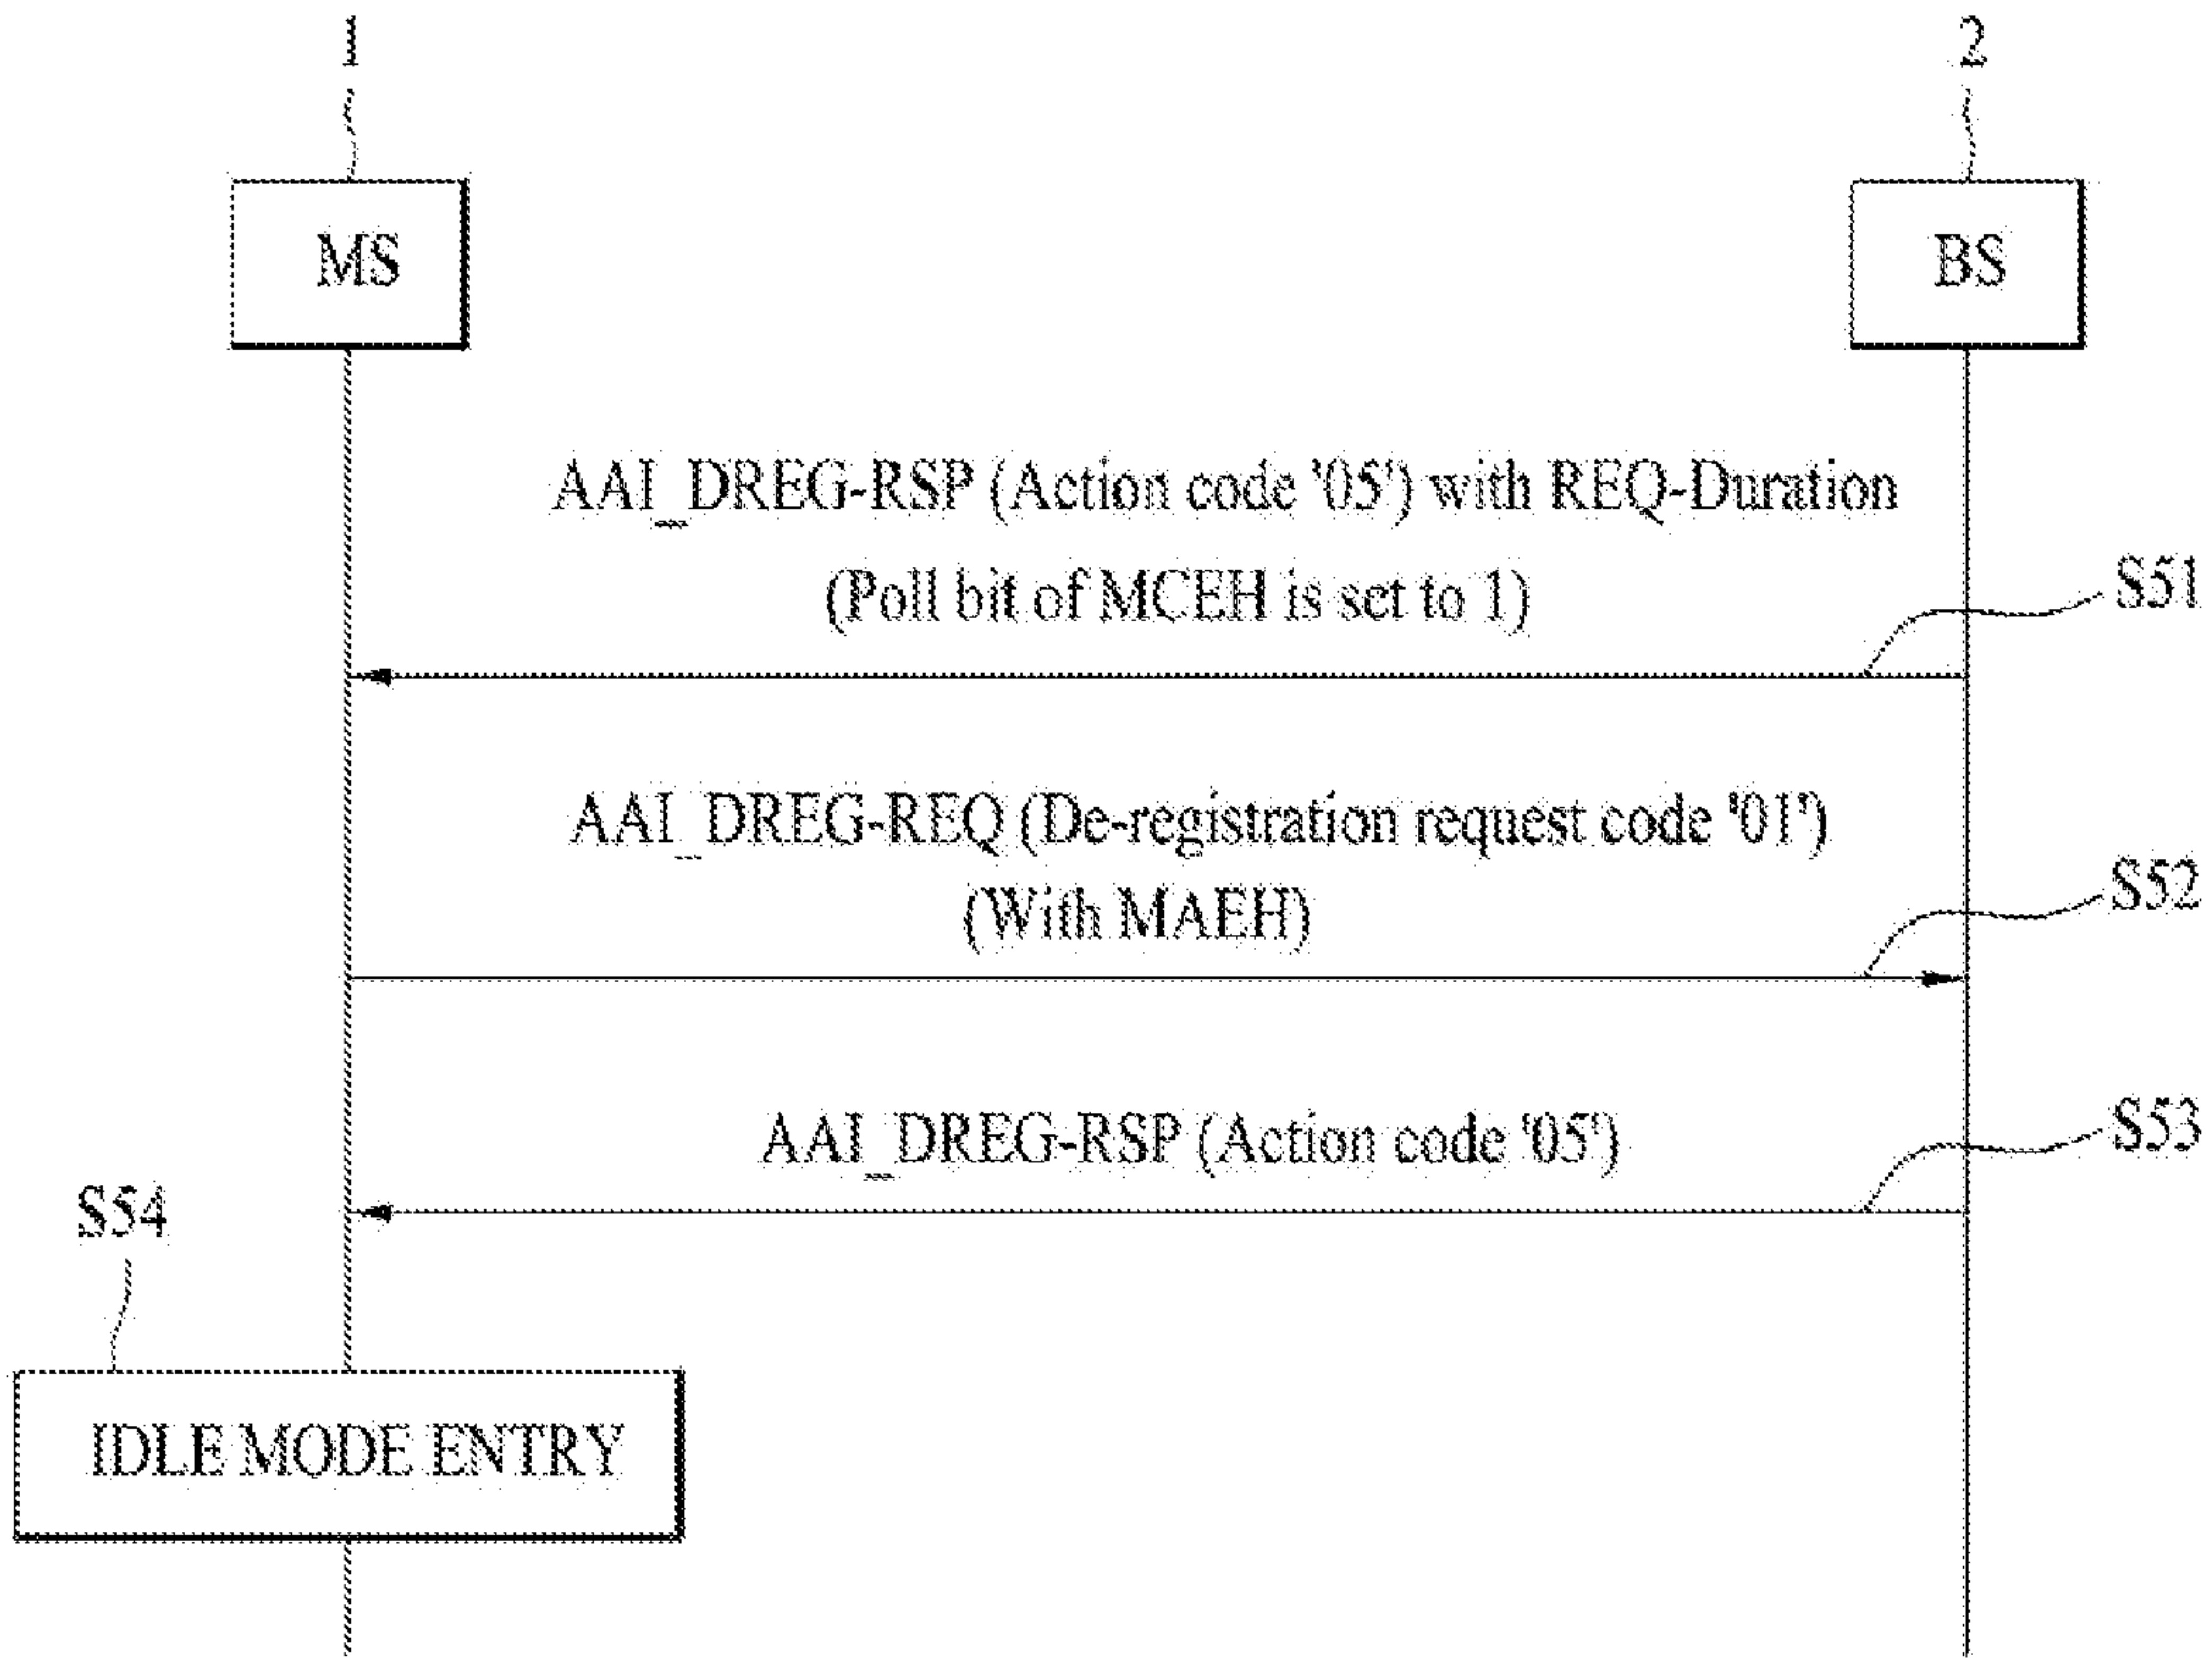 1
2
MS
BS
AAI_DREG-RSP (Action code '05') with REQ-Duration
(Poll bit of MCEH is set to 1)
S51
AAI_DREG-REQ (De-registration request code '01')
(With MAEH)
S52
AAI_DREG-RSP (Action code '05')
S53
S54
IDLE MODE ENTRY